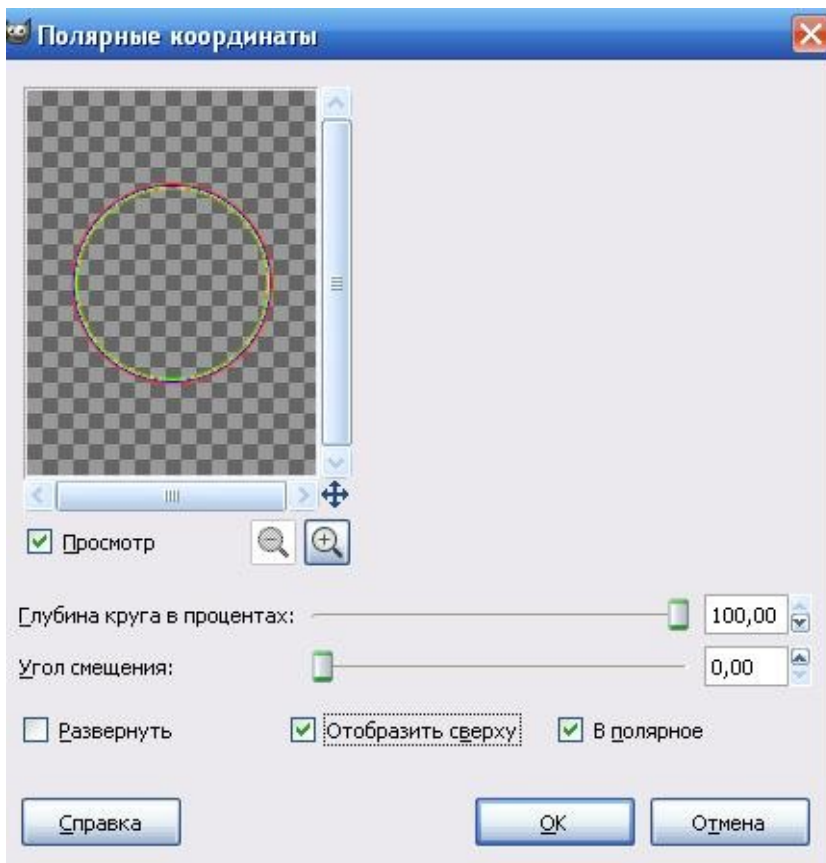 Полярные координаты
Просмотр
Глубина круга в процентах: 100,00
Угол смещения: 0,00
Развернуть Отобразить сверху В полярное
Справка OK Отмена